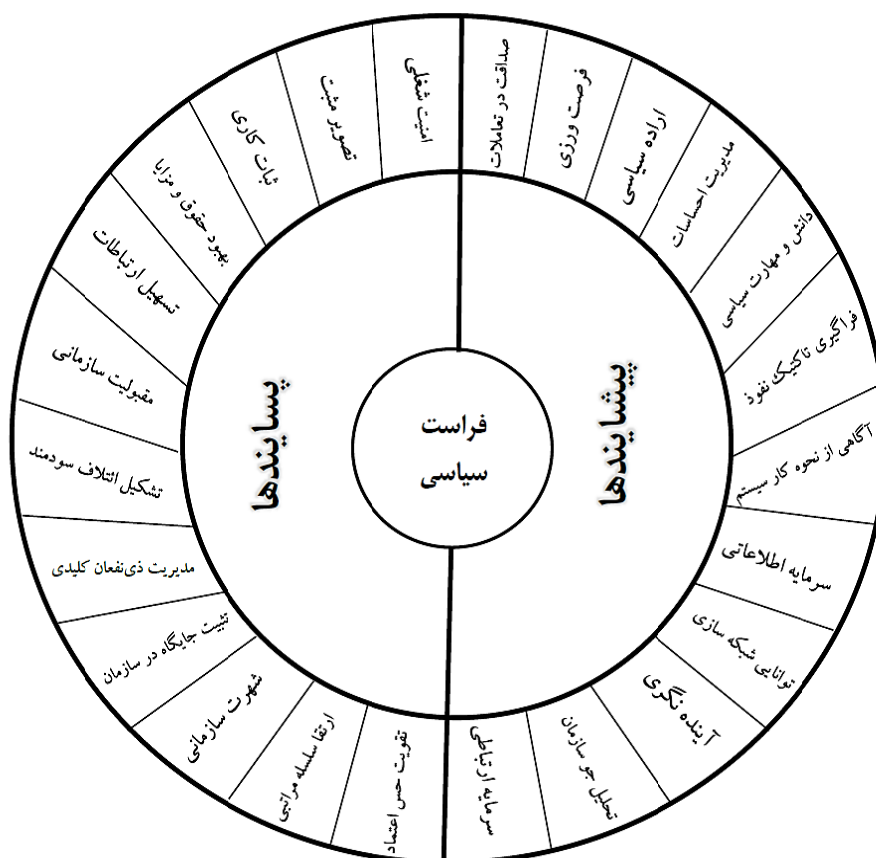 فراست
سیاسی
پیشایندها
صداقت در تعاملات
فرصت ورزی
اراده سیاسی
مدیریت احساسات
دانش و مهارت سیاسی
فراگیری تاکتیک نفوذ
آگاهی از نحوه کار سیستم
سرمایه اطلاعاتی
توانایی شبکه سازی
آینده نگری
تحلیل جو سازمان
سرمایه ارتباطی
پسایندها
امنیت شغلی
تصویر مثبت
ثبات کاری
بهبود حقوق و مزایا
تسهیل ارتباطات
مقبولیت سازمانی
تشکیل ائتلاف سودمند
مدیریت ذی‌نفعان کلیدی
تثبیت جایگاه در سازمان
شهرت سازمانی
ارتقا سلسله مراتبی
تقویت حس اعتماد